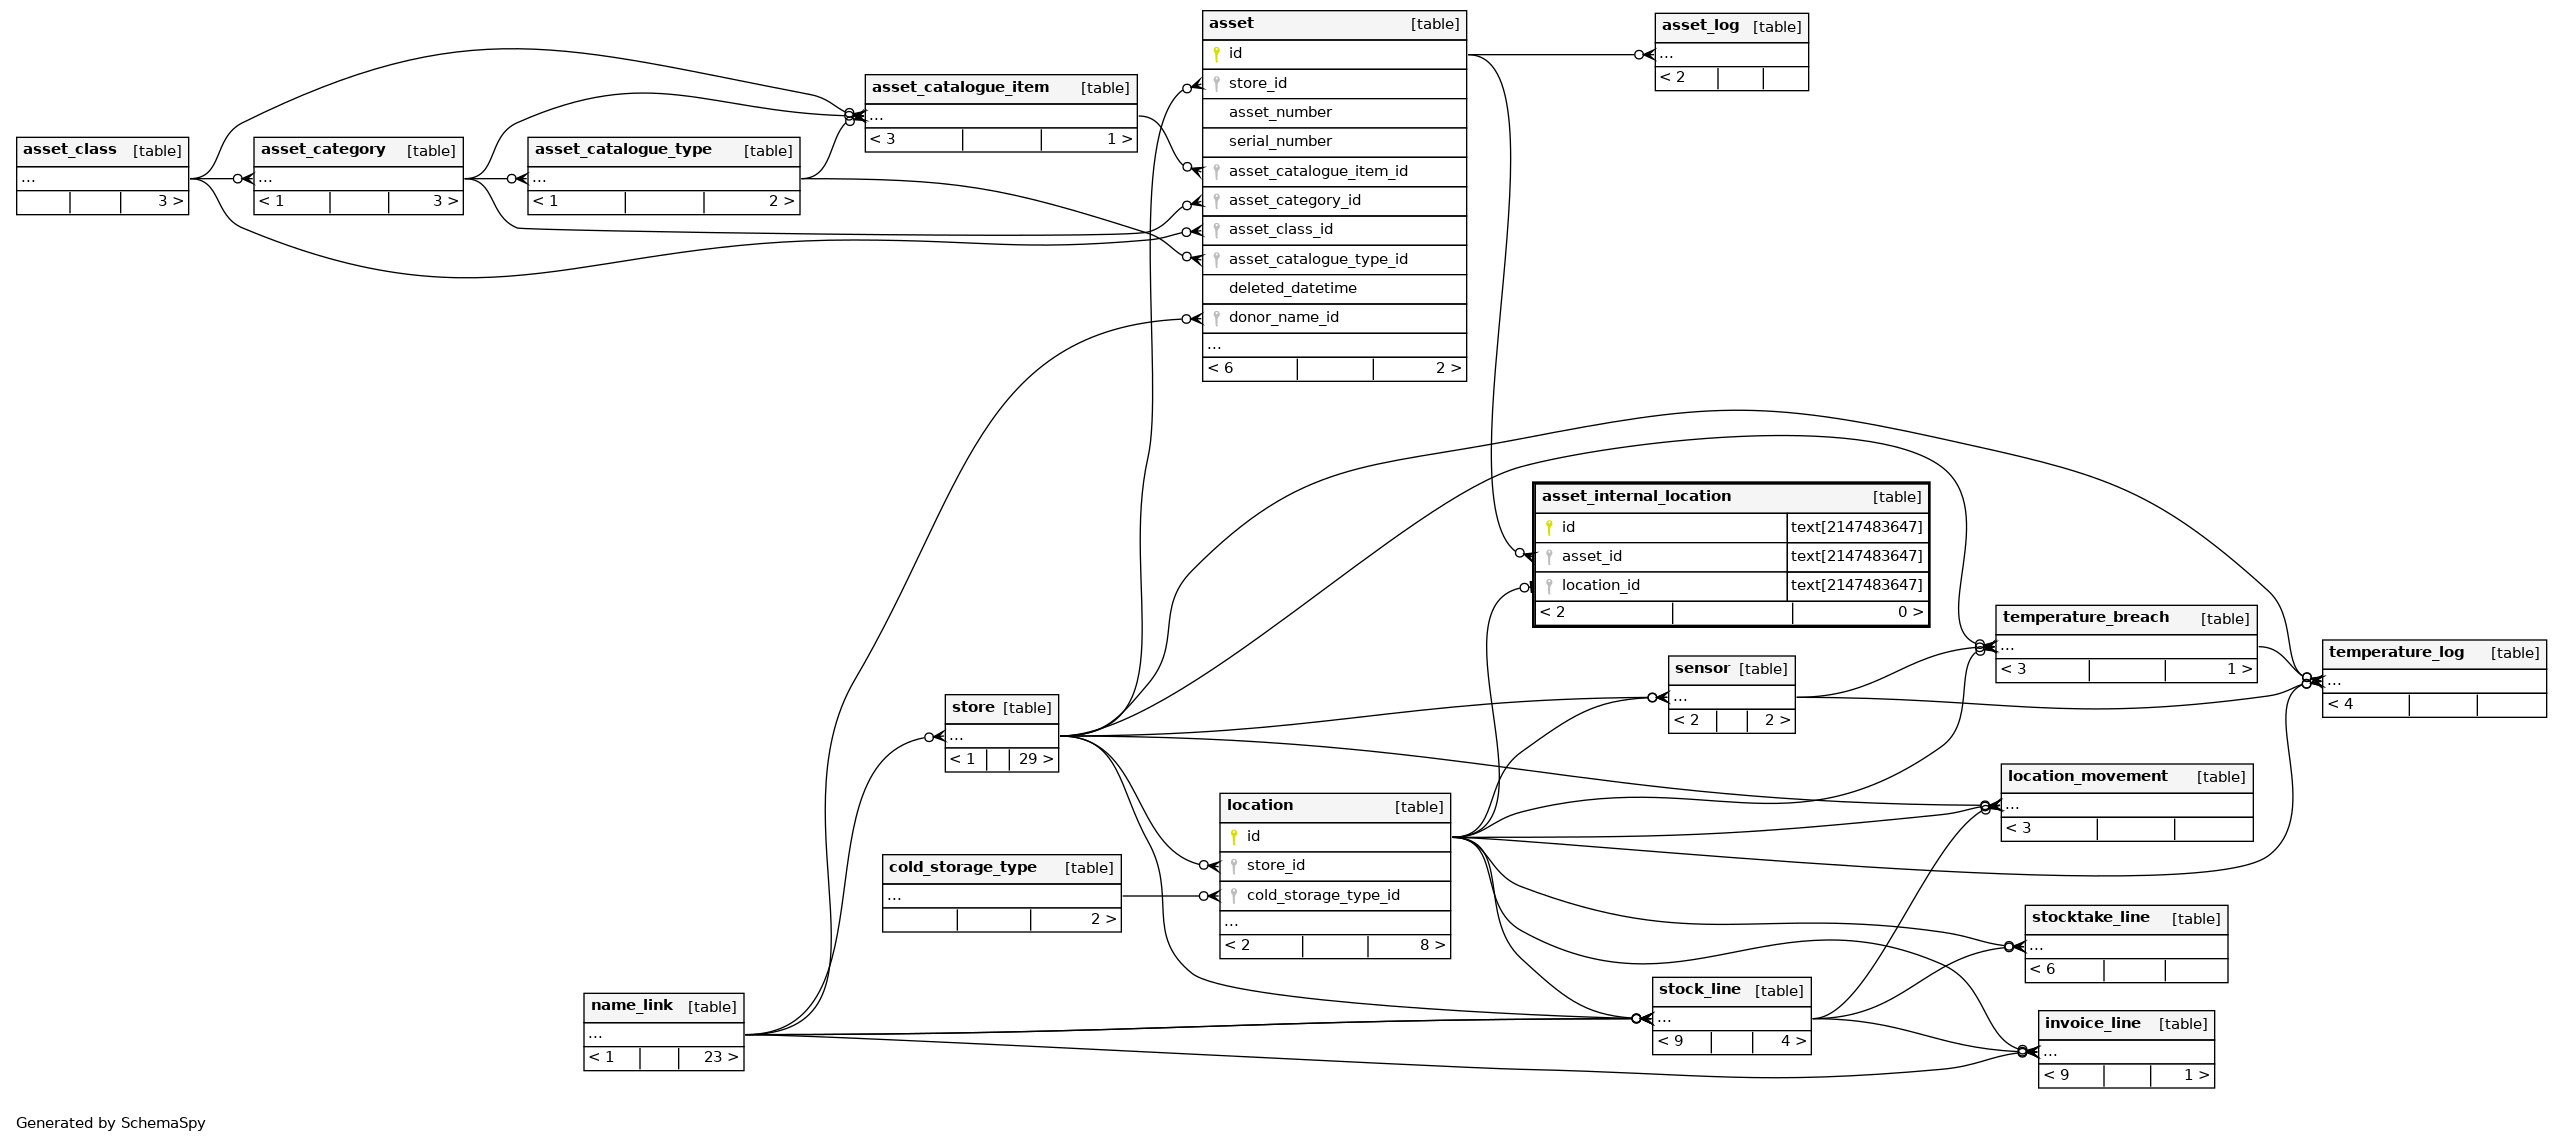 asset [table]
id
store_id
asset_number
serial_number
asset_catalogue_item_id
asset_category_id
asset_class_id
asset_catalogue_type_id
deleted_datetime
donor_name_id
...
< 6 2 >
asset_log [table]
...
< 2
asset_catalogue_item [table]
...
< 3 1 >
asset_class [table]
...
3 >
asset_category [table]
...
< 1 3 >
asset_catalogue_type [table]
...
< 1 2 >
asset_internal_location [table]
id text[2147483647]
asset_id text[2147483647]
location_id text[2147483647]
< 2 0 >
temperature_breach [table]
...
< 3 1 >
temperature_log [table]
...
< 4
sensor [table]
...
< 2 2 >
store [table]
...
< 1 29 >
location_movement [table]
...
< 3
location [table]
id
store_id
cold_storage_type_id
...
< 2 8 >
cold_storage_type [table]
...
2 >
stocktake_line [table]
...
< 6
stock_line [table]
...
< 9 4 >
name_link [table]
...
< 1 23 >
invoice_line [table]
...
< 9 1 >
Generated by SchemaSpy